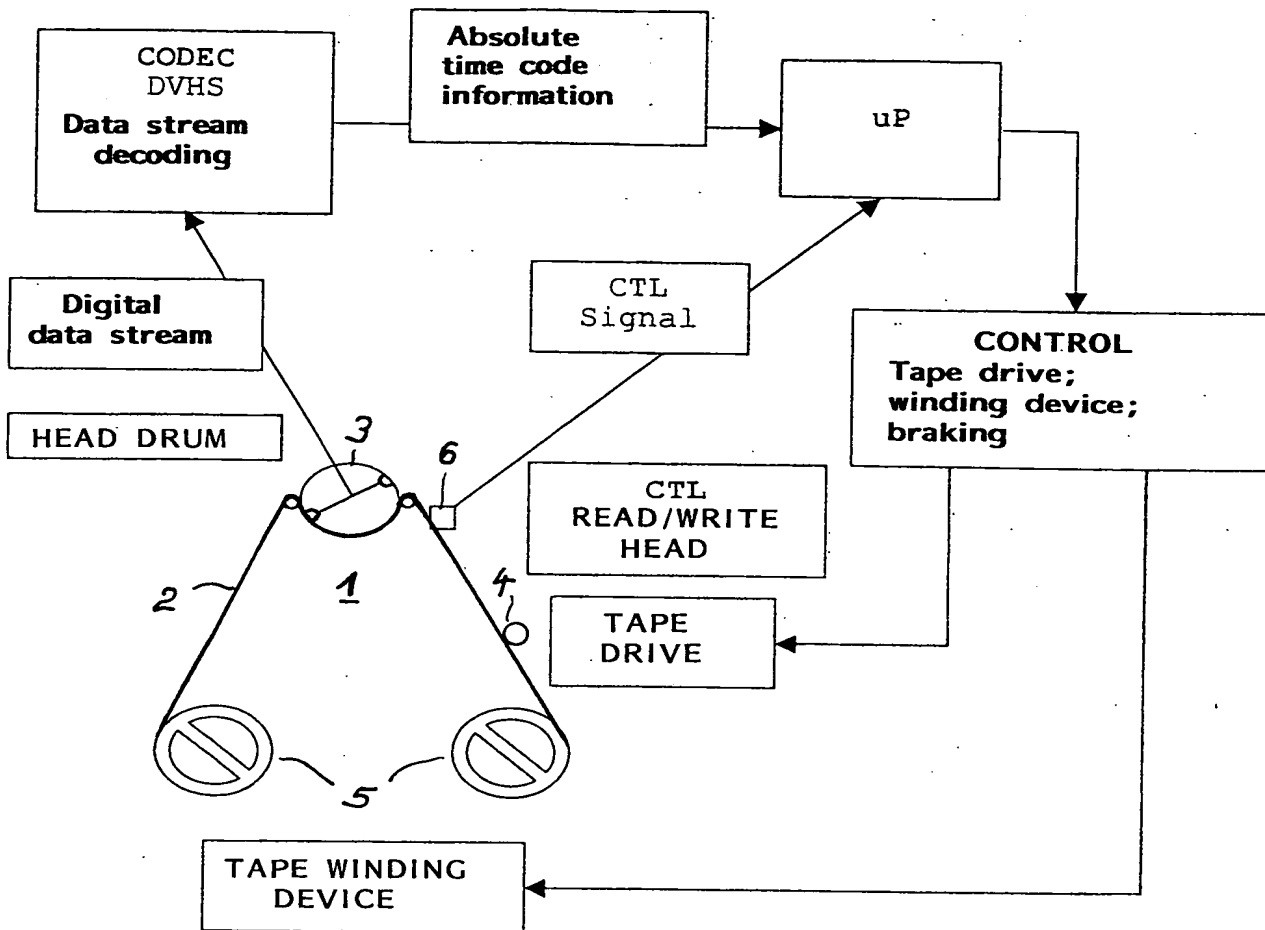 CODEC
DVHS
Data stream
decoding
Absolute
time code
information
uP
Digital
data stream
CTL
Signal
CONTROL
Tape drive;
winding device;
braking
HEAD DRUM
3
6
CTL
READ/WRITE
HEAD
2
1
4
TAPE
DRIVE
5
TAPE WINDING
DEVICE